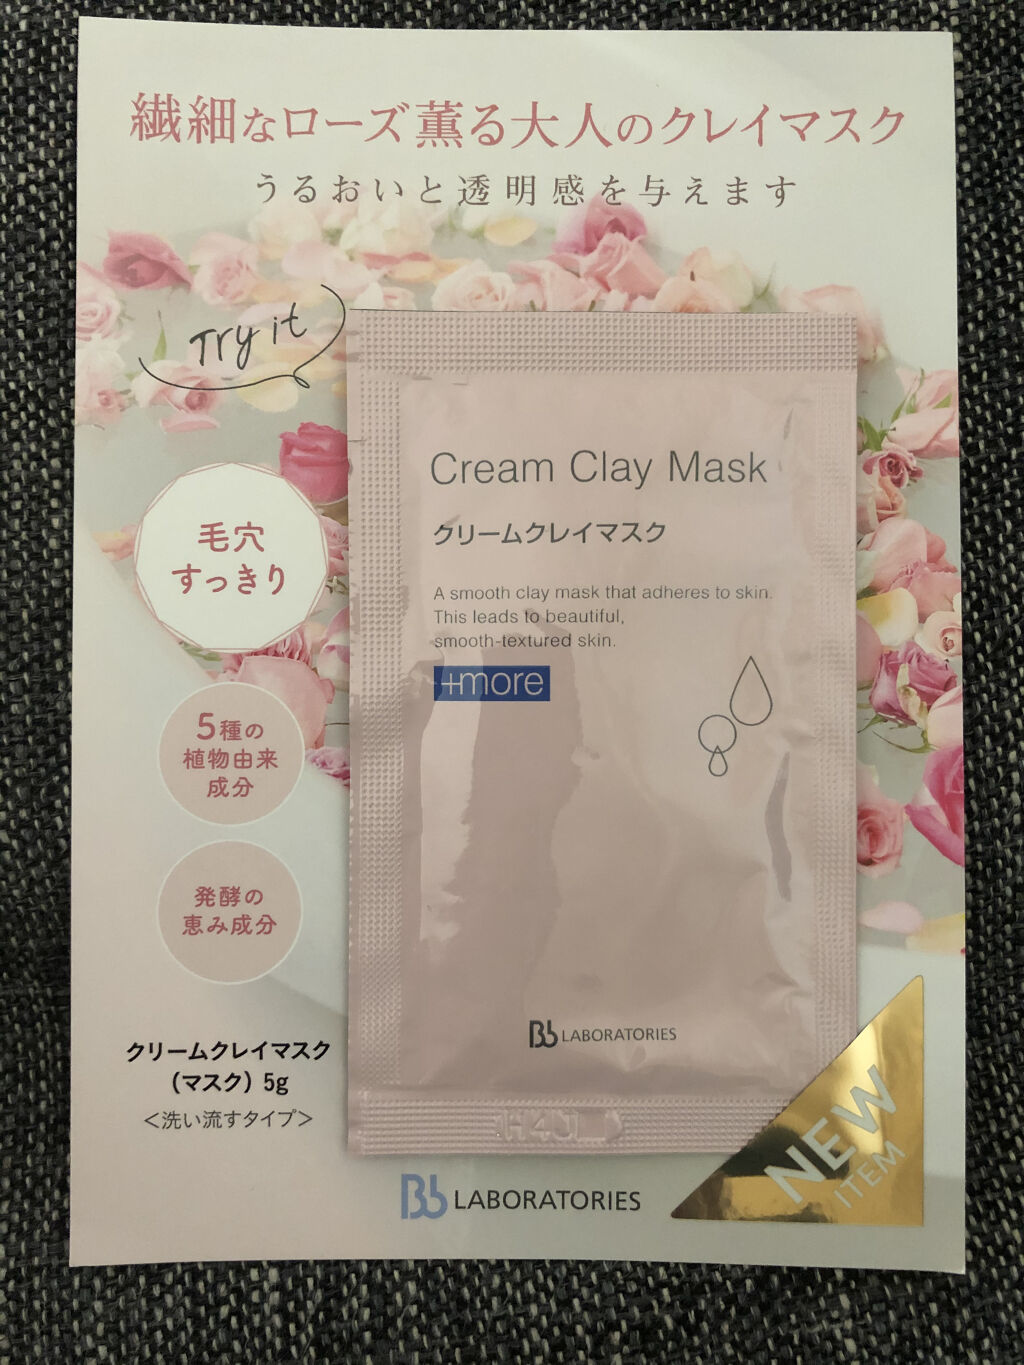 繊細なローズ薫る大人のクレイマスク
うるおいと透明感を与えます
Try it
毛穴
すっきり
5種の
植物由来
成分
発酵の
恵み成分
クリームクレイマスク
（マスク）5g
＜洗い流すタイプ＞
Cream Clay Mask
クリームクレイマスク
A smooth clay mask that adheres to skin.
This leads to beautiful,
smooth-textured skin.
+more
Bb LABORATORIES
NEW
ITEM
Bb LABORATORIES